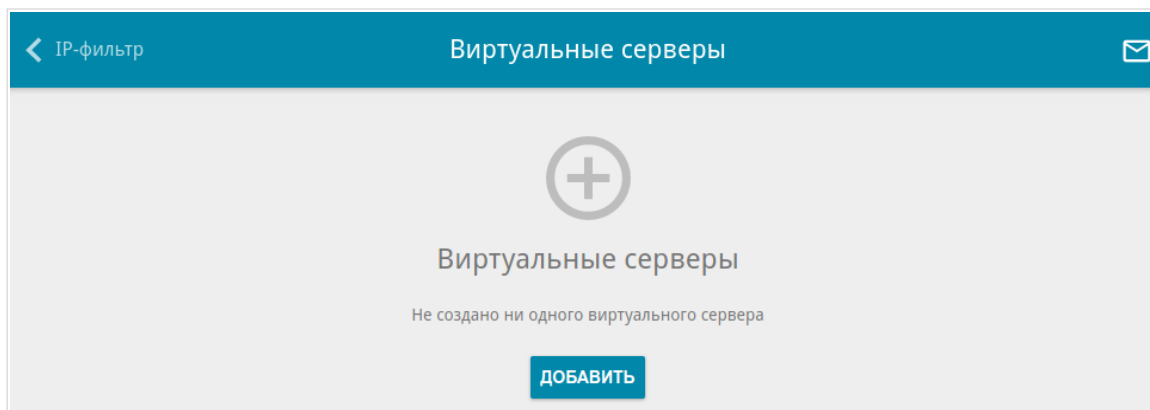 IP-фильтр
Виртуальные серверы
Виртуальные серверы
Не создано ни одного виртуального сервера
ДОБАВИТЬ